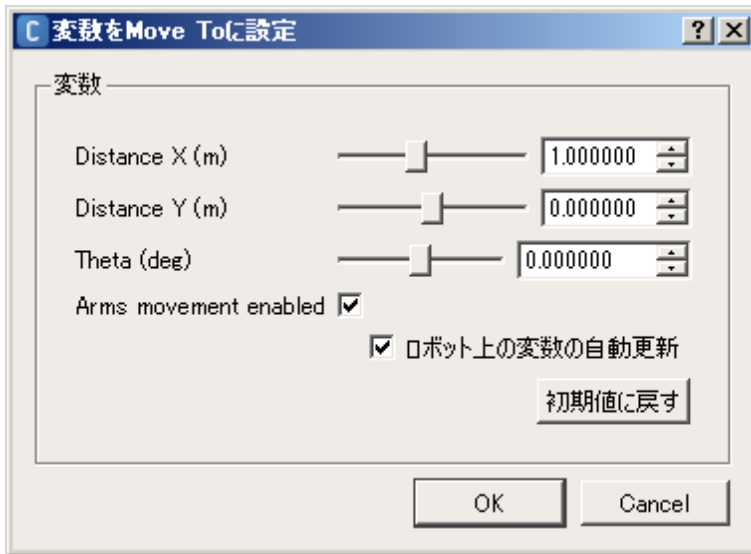 C 変数をMove Toに設定
変数
Distance X (m) 1.000000
Distance Y (m) 0.000000
Theta (deg) 0.000000
Arms movement enabled
ロボット上の変数の自動更新
初期値に戻す
OK Cancel